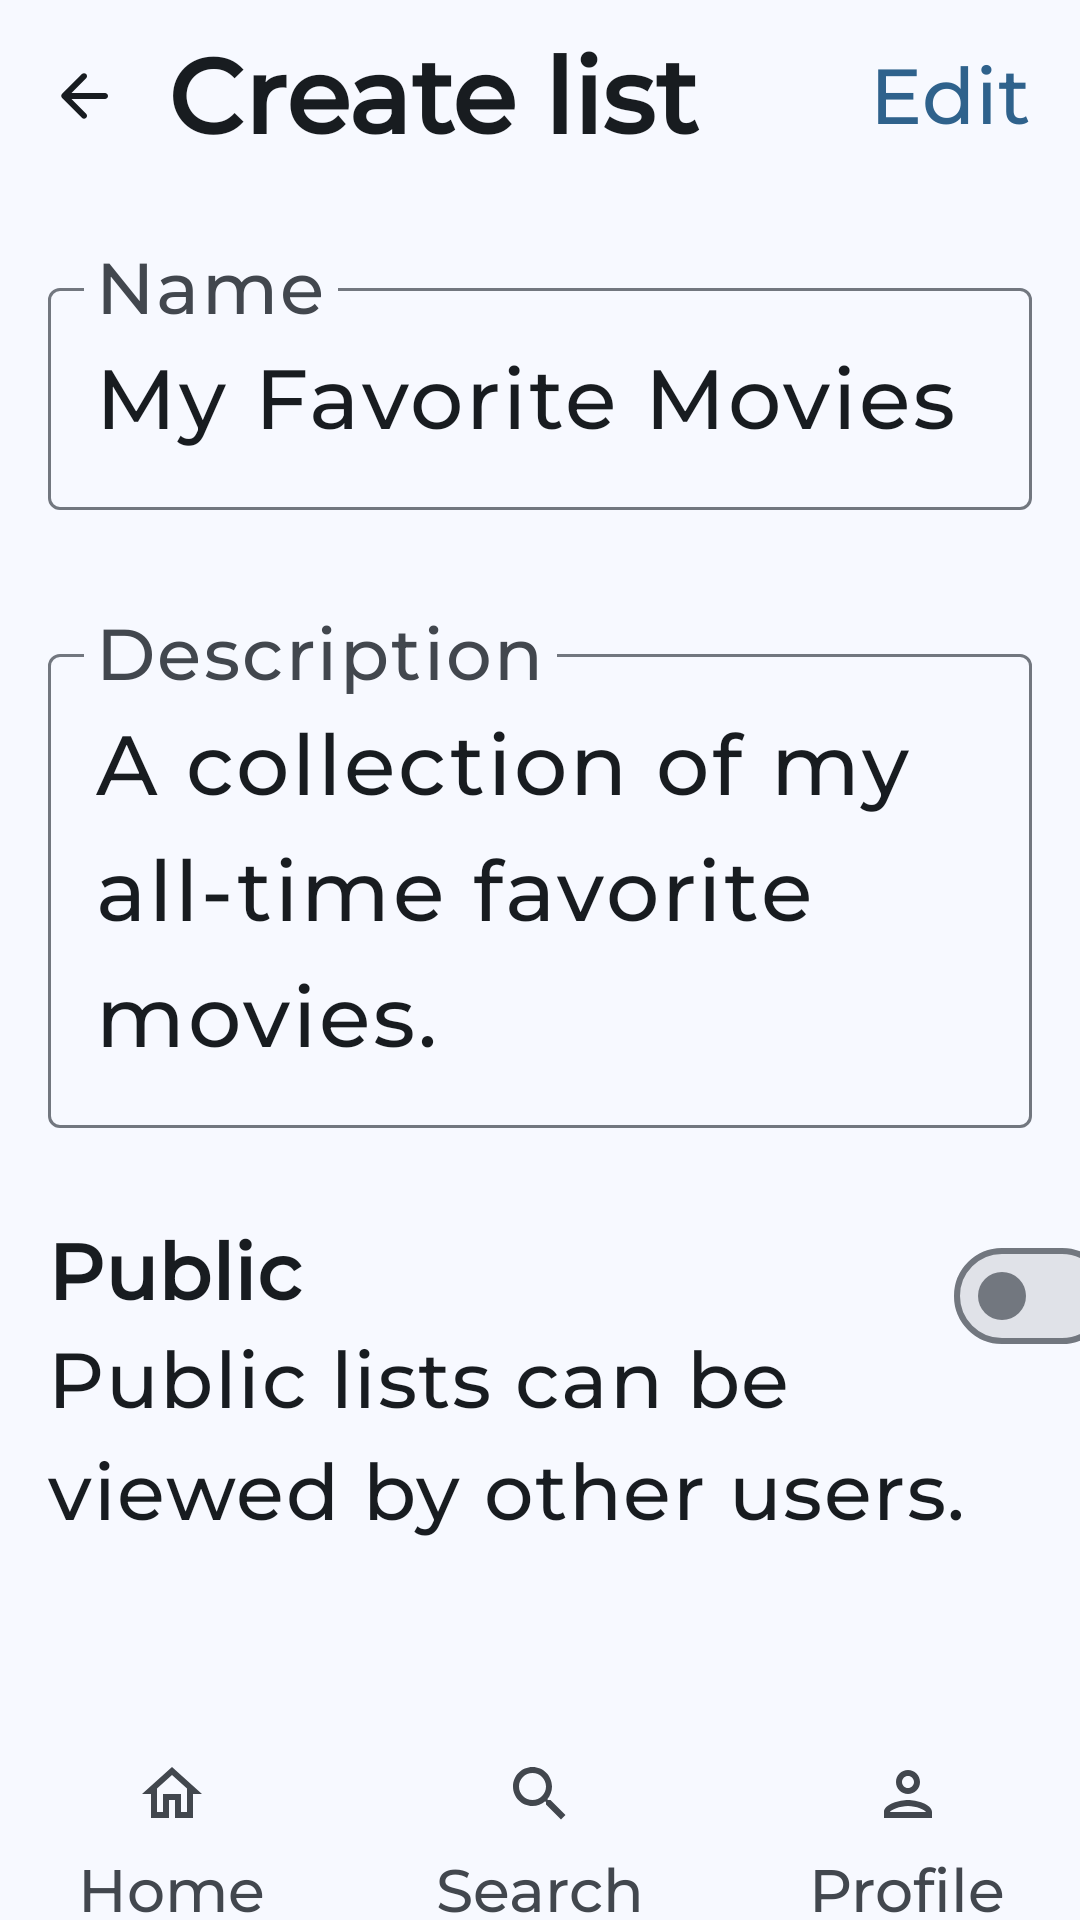 Create list
Edit
Name
My Favorite Movies
Description
A collection of my
all-time favorite
movies.
Public
Public lists can be
viewed by other users.
Home
Search
Profile